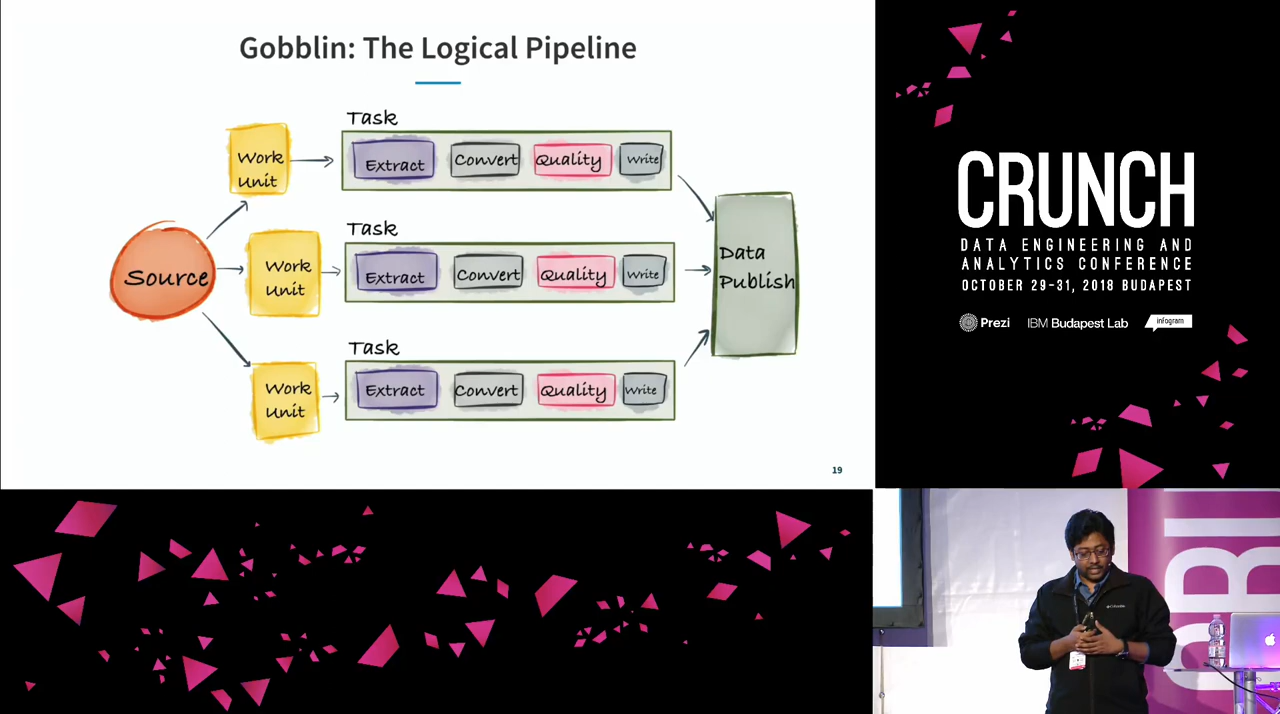 Gobblin: The Logical Pipeline
Task
Work
Unit
Extract
Convert
Quality
Write
Source
Task
Work
Unit
Extract
Convert
Quality
Write
Data
Publish
Task
Work
Unit
Extract
Convert
Quality
Write
19
CRUNCH
DATA ENGINEERING AND
ANALYTICS CONFERENCE
OCTOBER 29-31, 2018 BUDAPEST
Prezi
IBM Budapest Lab
infogram